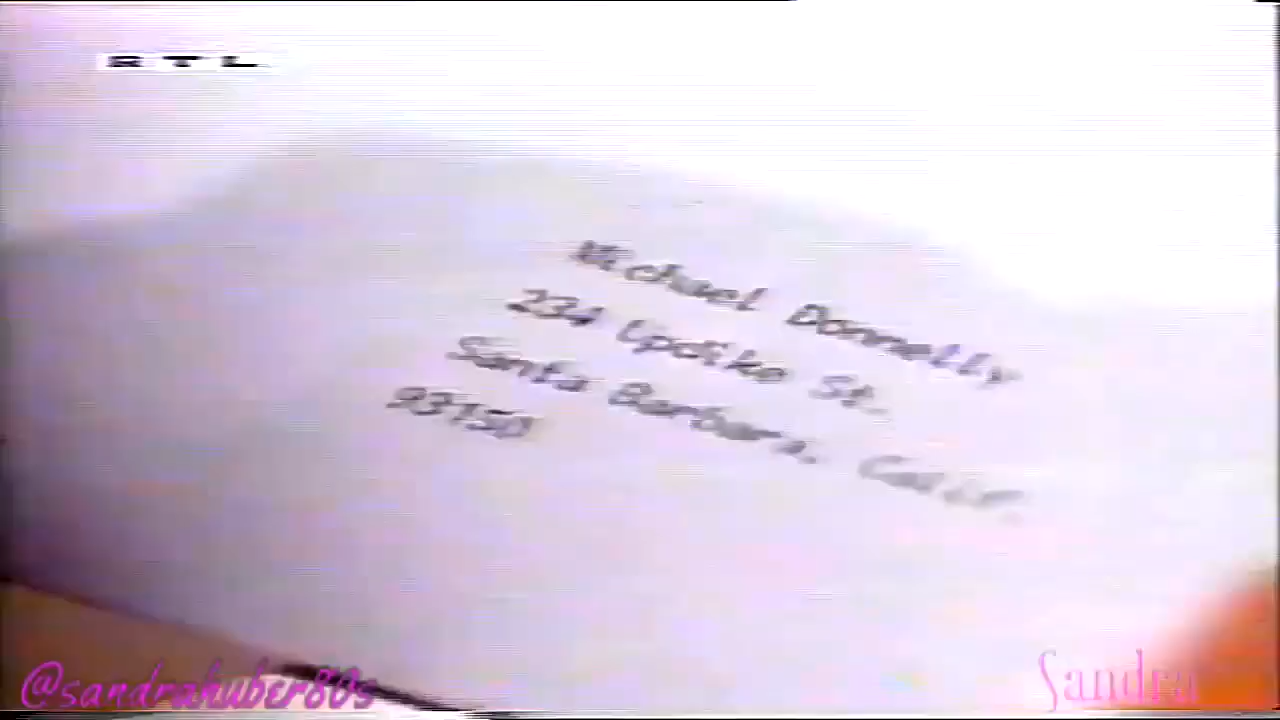 RTL
Michael Donnelly
234 Updike St.
Santa Barbara, Calif.
93150
@sandrahuber80s
Sandra